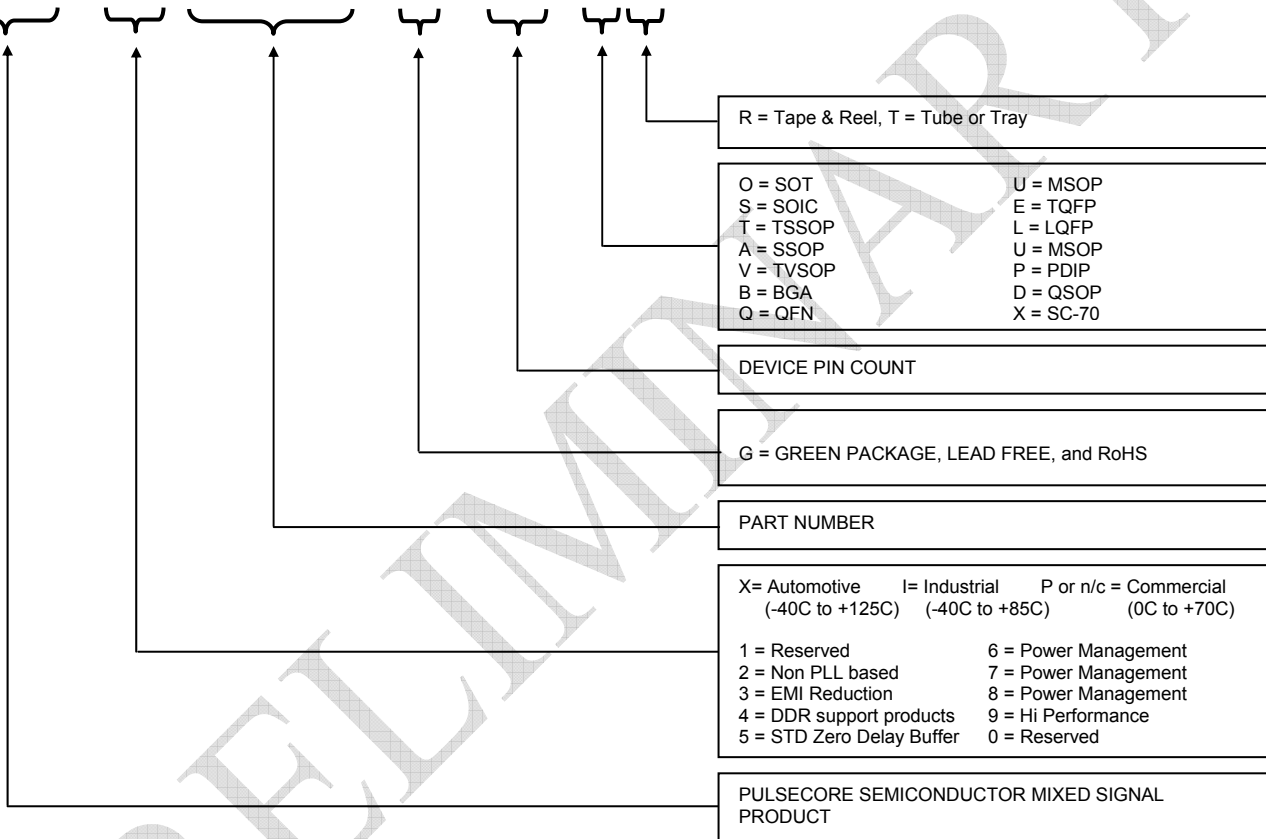 R = Tape & Reel, T = Tube or Tray
O = SOT U = MSOP
S = SOIC E = TQFP
T = TSSOP L = LQFP
A = SSOP U = MSOP
V = TVSOP P = PDIP
B = BGA D = QSOP
Q = QFN X = SC-70
DEVICE PIN COUNT
G = GREEN PACKAGE, LEAD FREE, and RoHS
PART NUMBER
X= Automotive I= Industrial P or n/c = Commercial
(-40C to +125C) (-40C to +85C) (0C to +70C)
1 = Reserved 6 = Power Management
2 = Non PLL based 7 = Power Management
3 = EMI Reduction 8 = Power Management
4 = DDR support products 9 = Hi Performance
5 = STD Zero Delay Buffer 0 = Reserved
PULSECORE SEMICONDUCTOR MIXED SIGNAL
PRODUCT